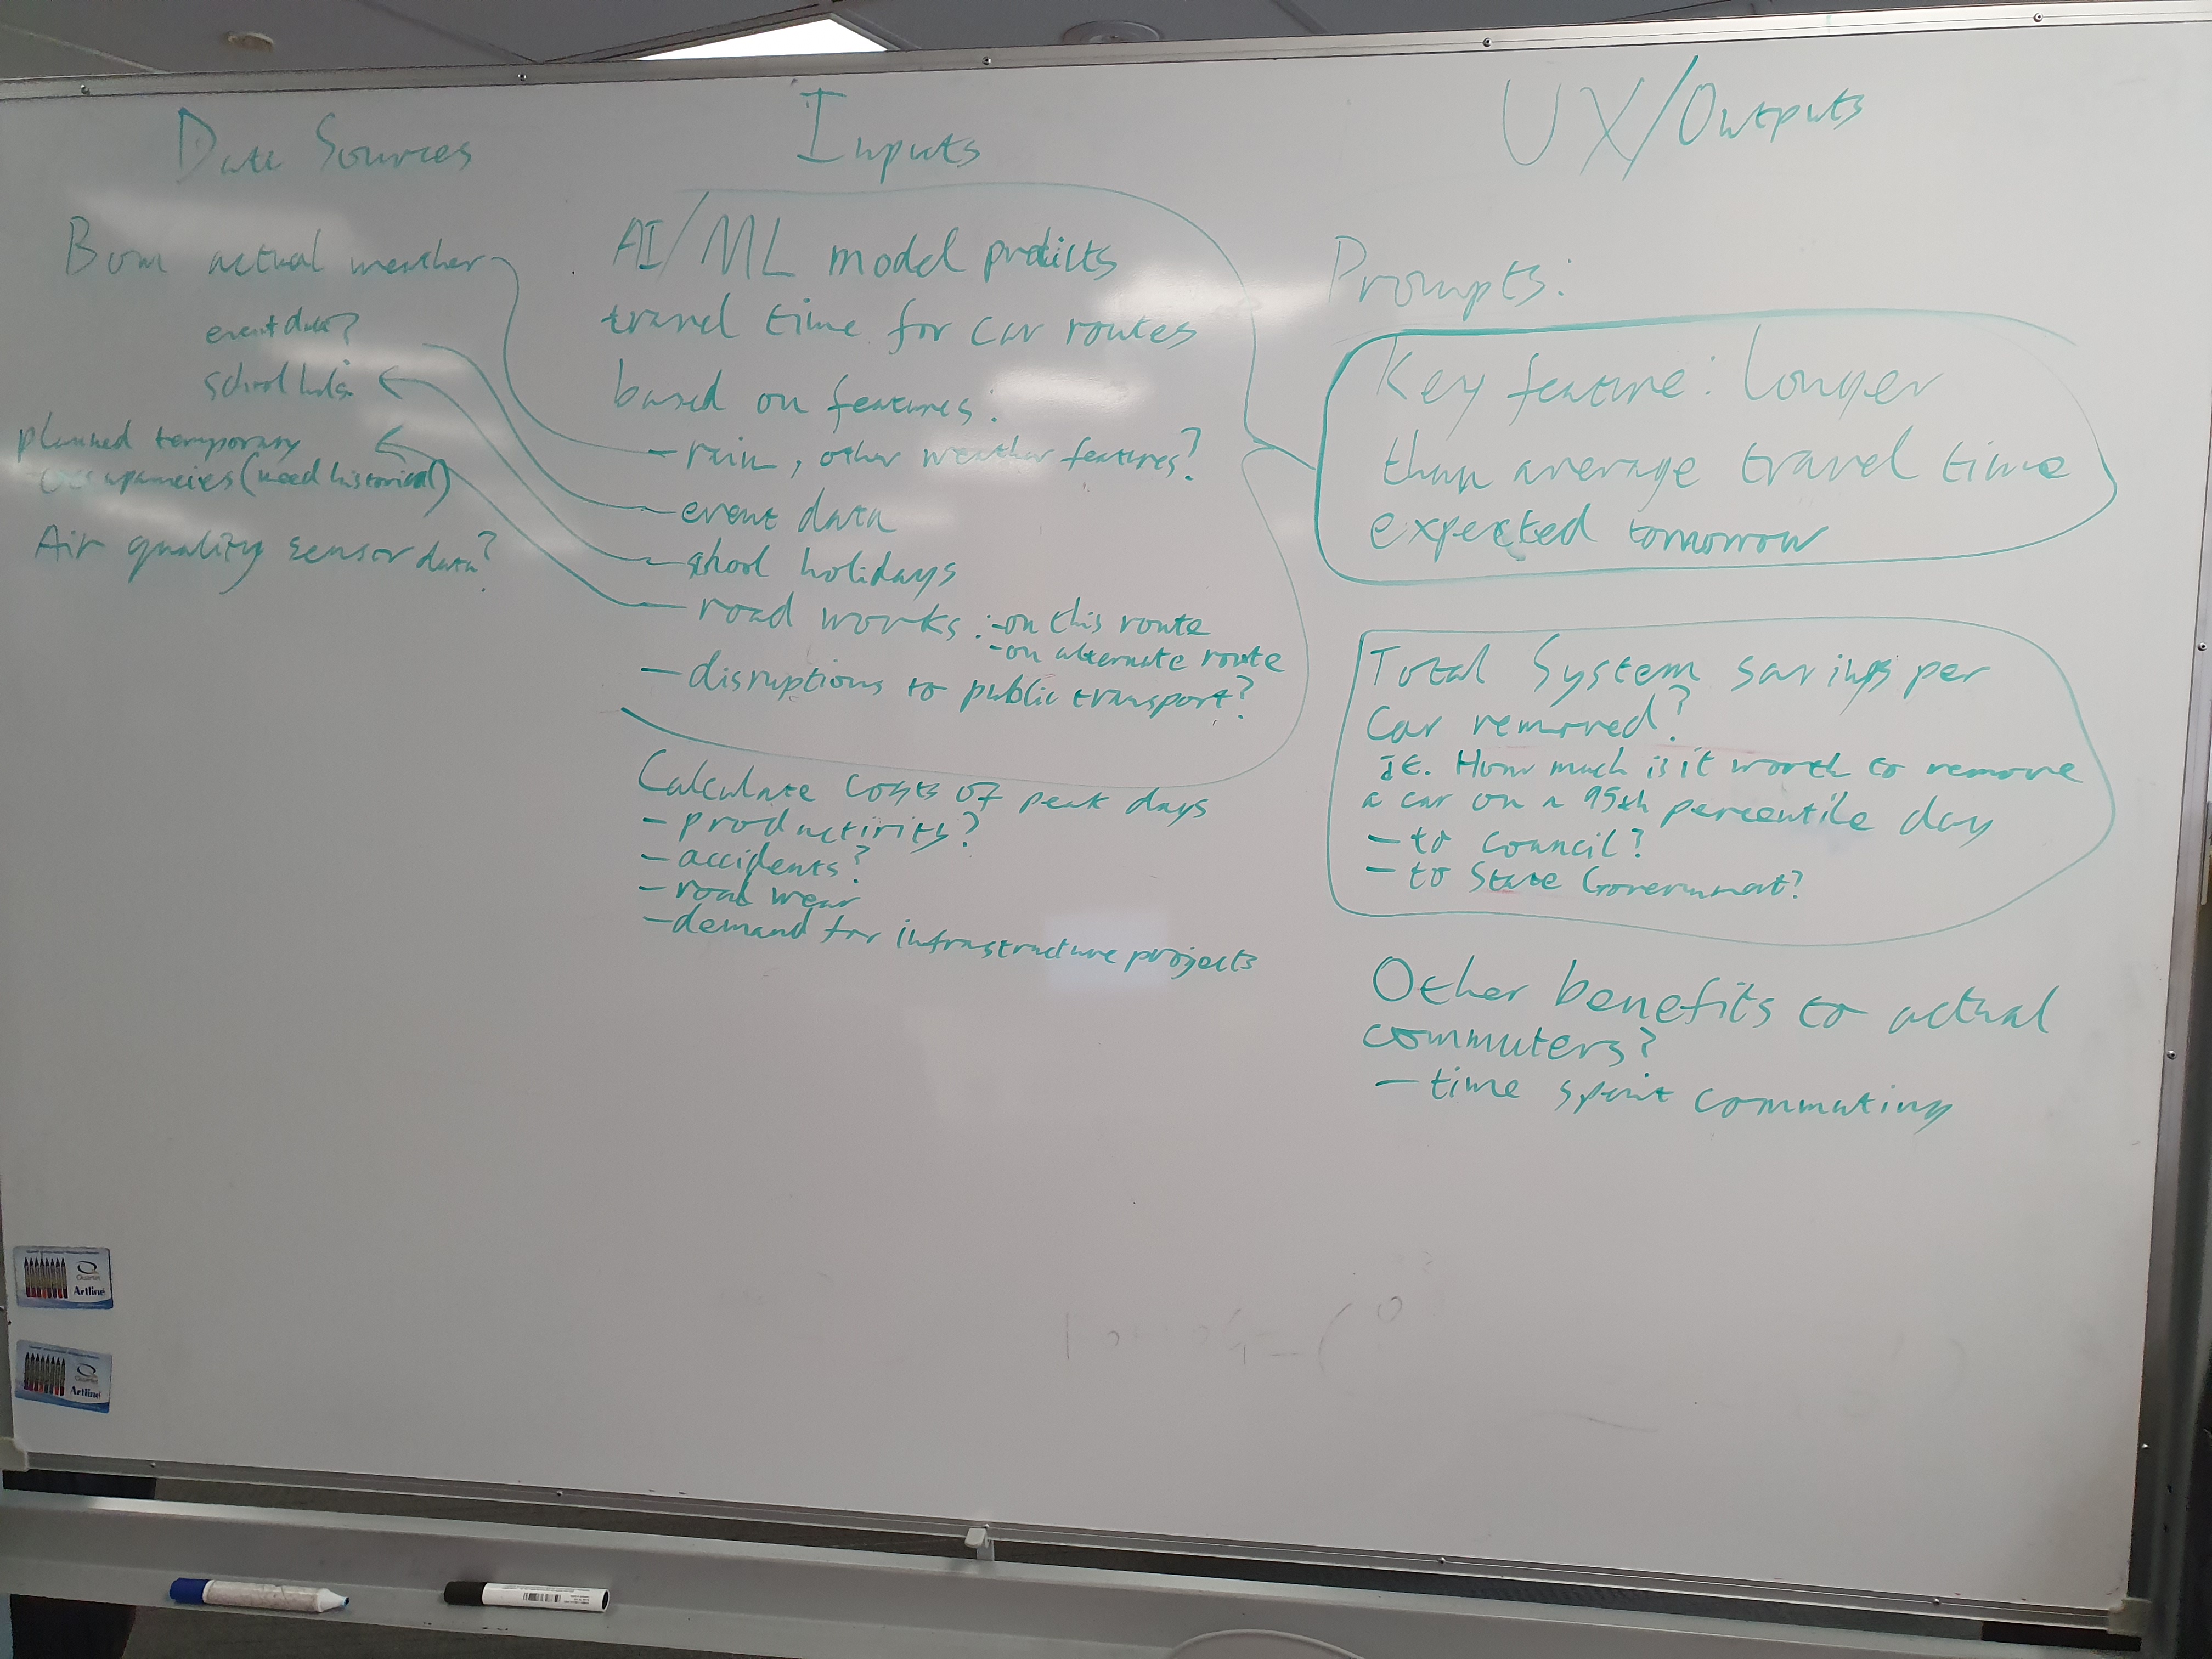 Data Sources
Bom actual weather
event data?
school hols.
planned temporary
occupancies (need historical)
Air quality sensor data?
Inputs
AI/ML model predicts
travel time for car routes
based on features:
- rain, other weather features?
- event data
- school holidays
- road works : - on this route
- on alternate route
- disruptions to public transport?
Calculate costs of peak days
- productivity?
- accidents?
- road wear
- demand for infrastructure projects
UX/Outputs
Prompts:
Key feature: Longer
than average travel time
expected tomorrow
Total System savings per
Car removed?
IE. How much is it worth to remove
a car on a 95th percentile day
- to Council?
- to State Government?
Other benefits to actual
commuters?
- time spent commuting
Quartet
Artline
Quartet
Artline